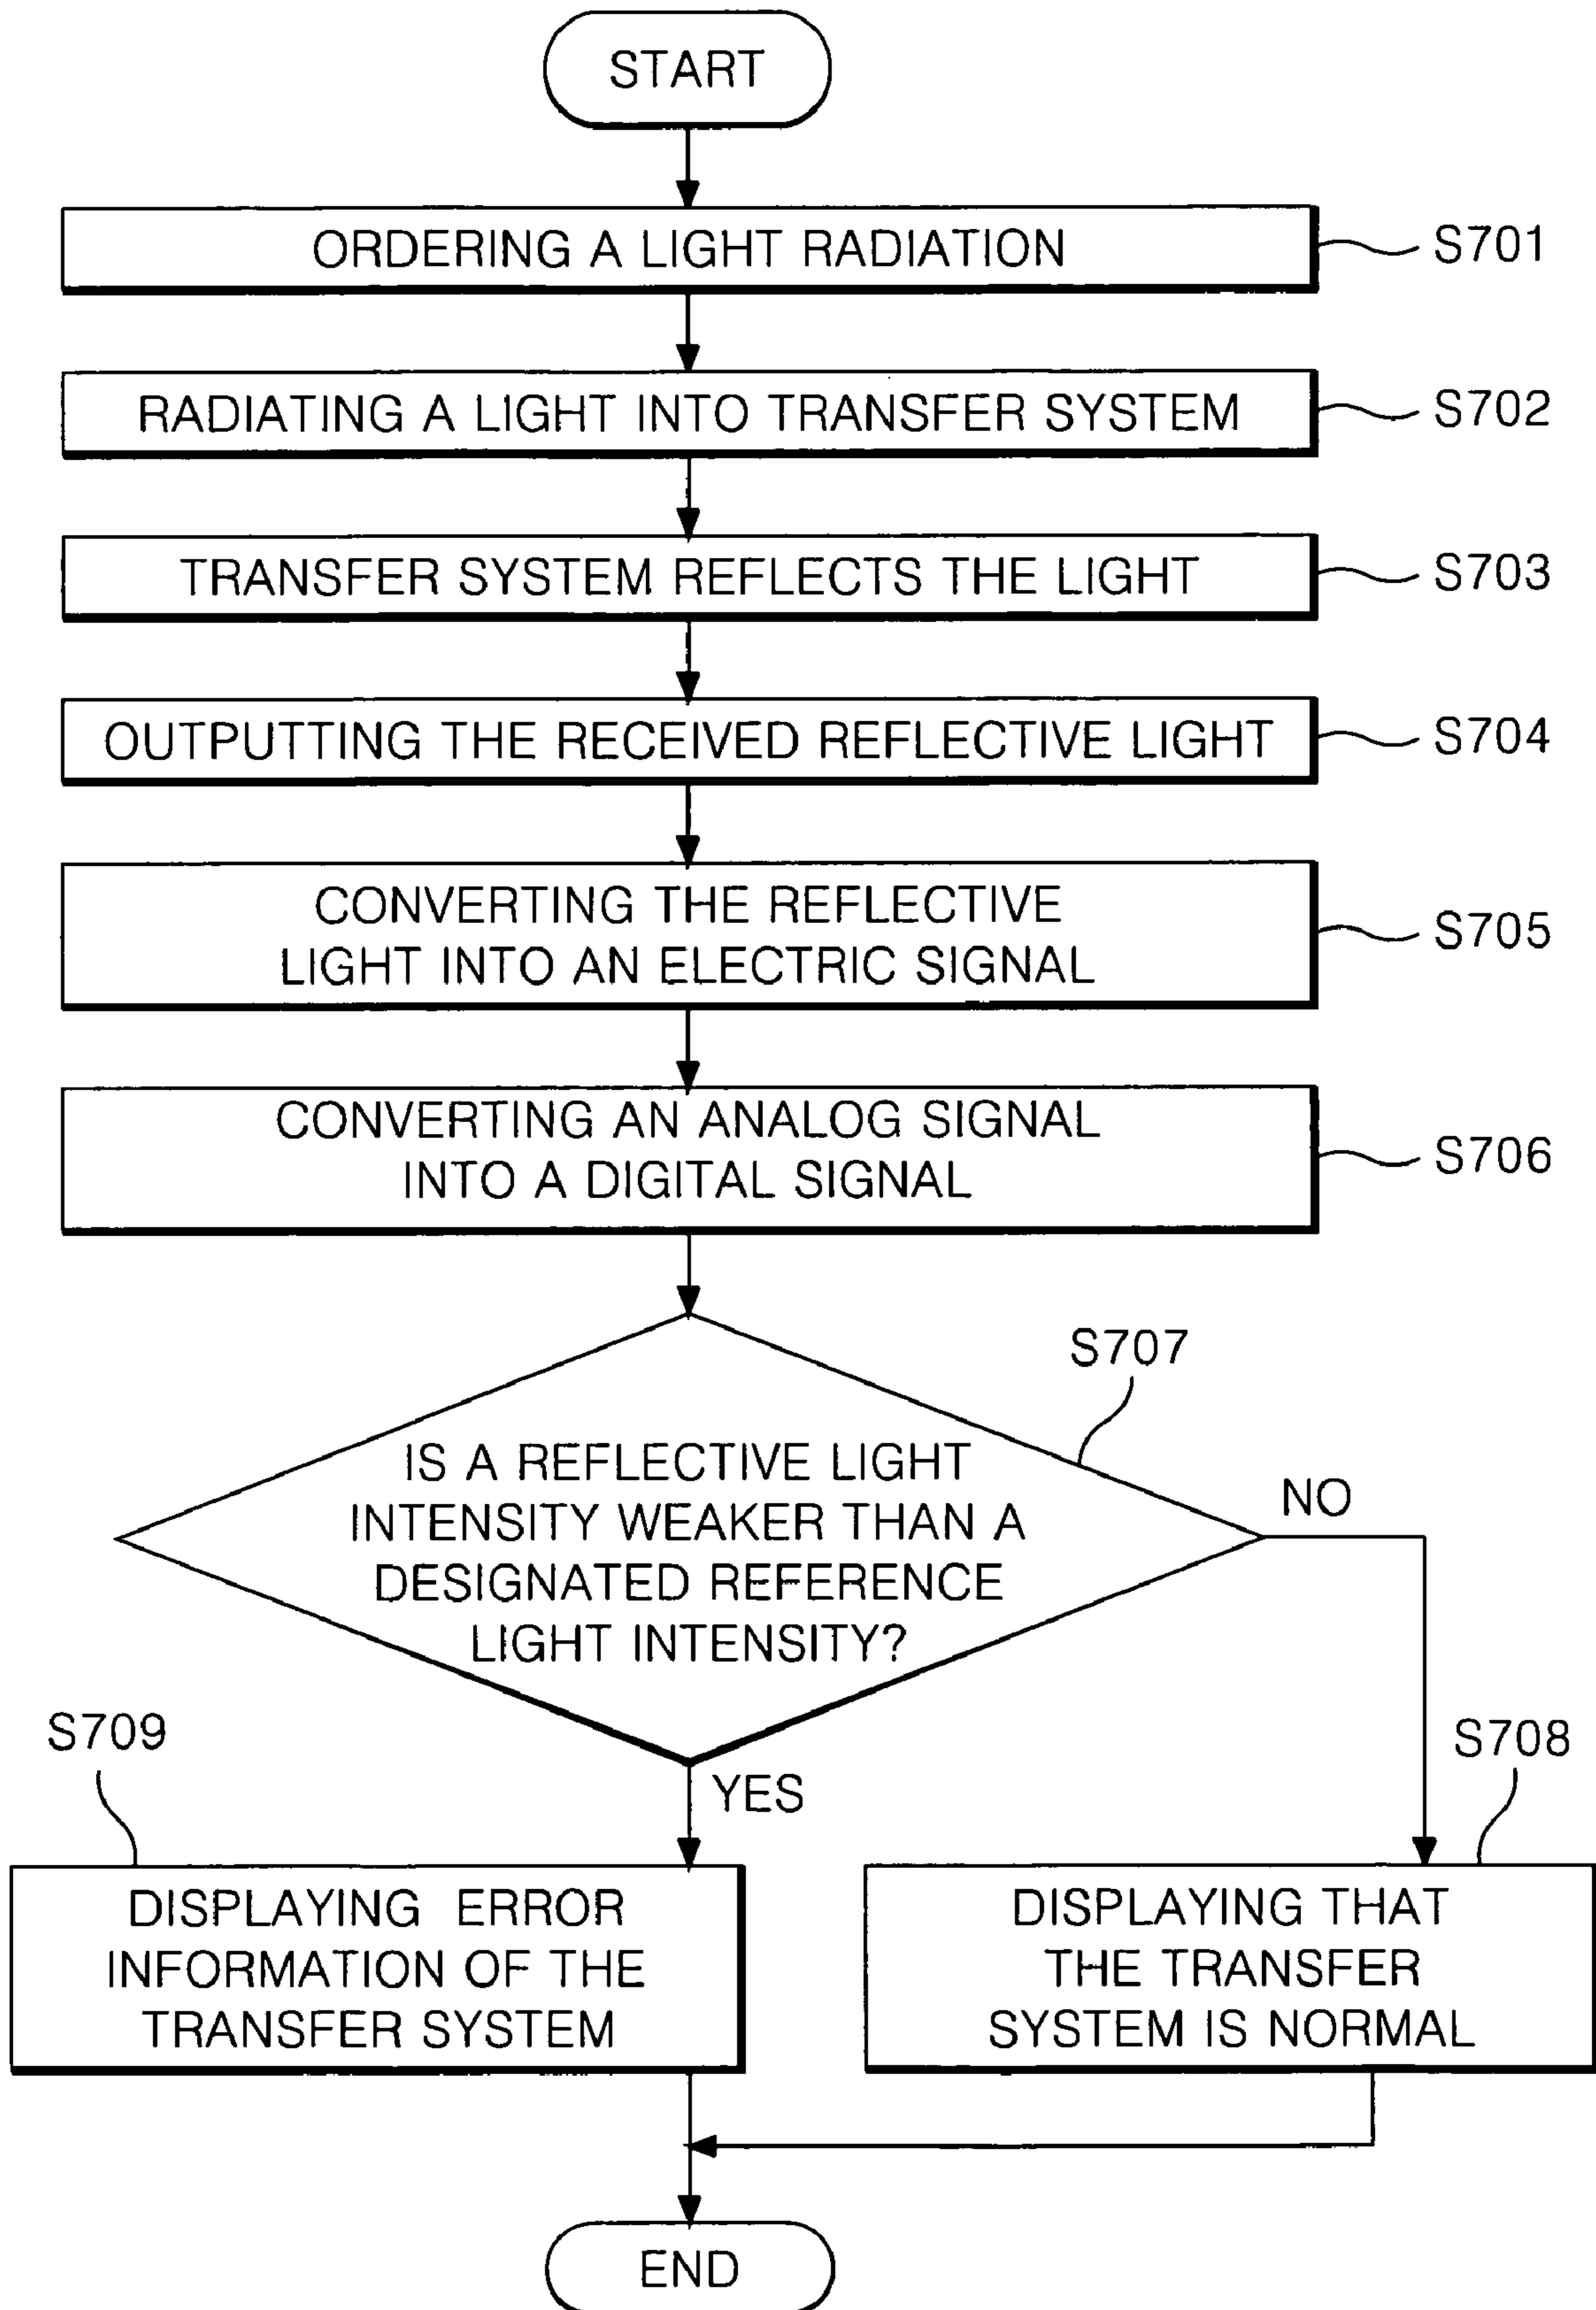 START
ORDERING A LIGHT RADIATION
S701
RADIATING A LIGHT INTO TRANSFER SYSTEM
S702
TRANSFER SYSTEM REFLECTS THE LIGHT
S703
OUTPUTTING THE RECEIVED REFLECTIVE LIGHT
S704
CONVERTING THE REFLECTIVE
LIGHT INTO AN ELECTRIC SIGNAL
S705
CONVERTING AN ANALOG SIGNAL
INTO A DIGITAL SIGNAL
S706
S707
IS A REFLECTIVE LIGHT
INTENSITY WEAKER THAN A
DESIGNATED REFERENCE
LIGHT INTENSITY?
NO
YES
S709
DISPLAYING ERROR
INFORMATION OF THE
TRANSFER SYSTEM
S708
DISPLAYING THAT
THE TRANSFER
SYSTEM IS NORMAL
END